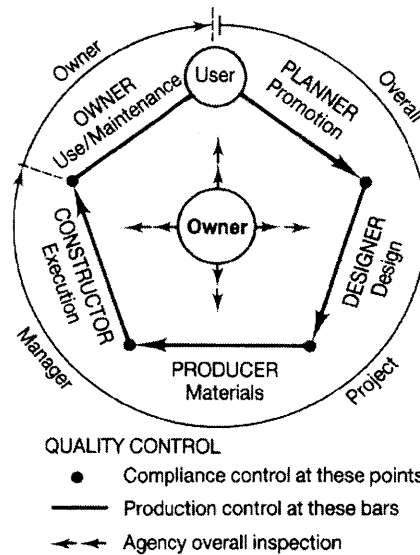 User
Owner
Overall
OWNER
Use/Maintenance
PLANNER
Promotion
Owner
CONSTRUCTOR
Execution
DESIGNER
Design
Manager
PRODUCER
Materials
Project
QUALITY CONTROL
Compliance control at these points
Production control at these bars
Agency overall inspection